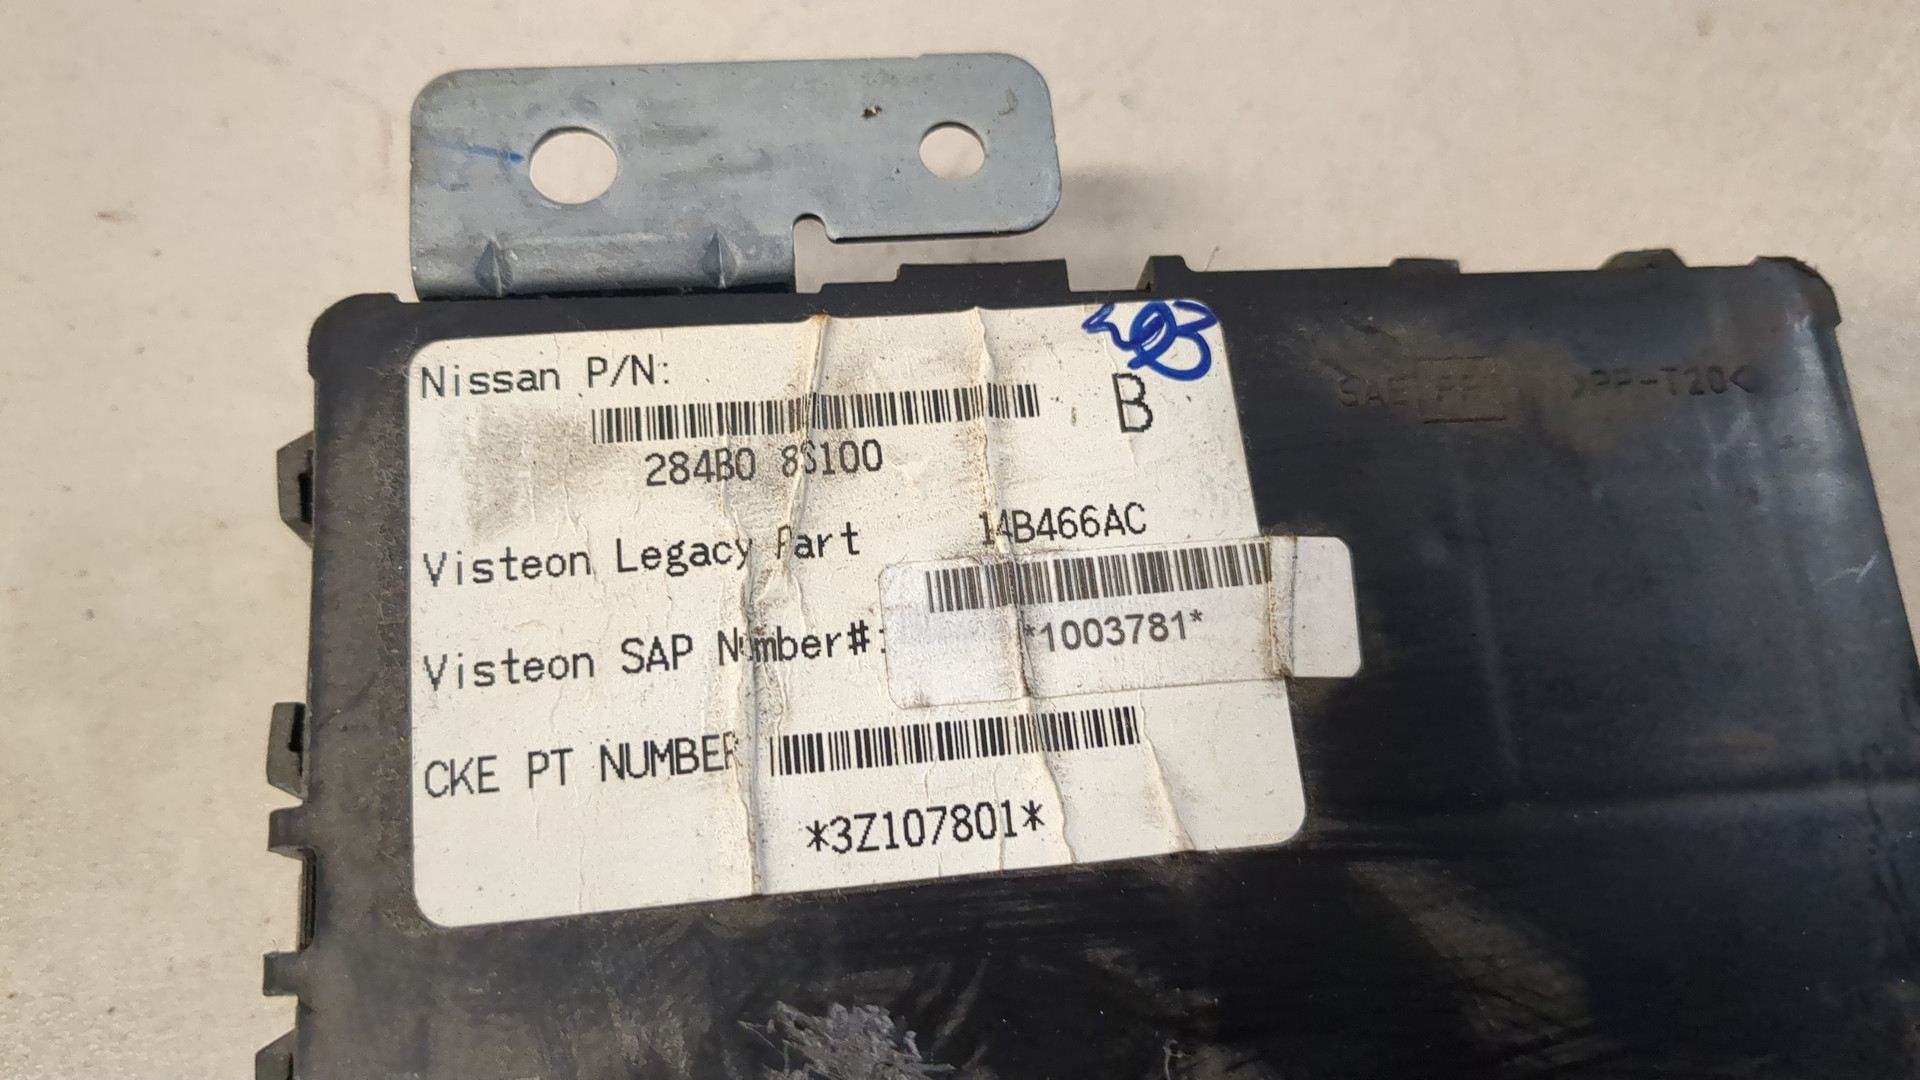 Nissan P/N:
B
284B0 8S100
Visteon Legacy Part 14B466AC
Visteon SAP Number#: *1003781*
CKE PT NUMBER
*3Z107801*
SAE PP >PP-T20<